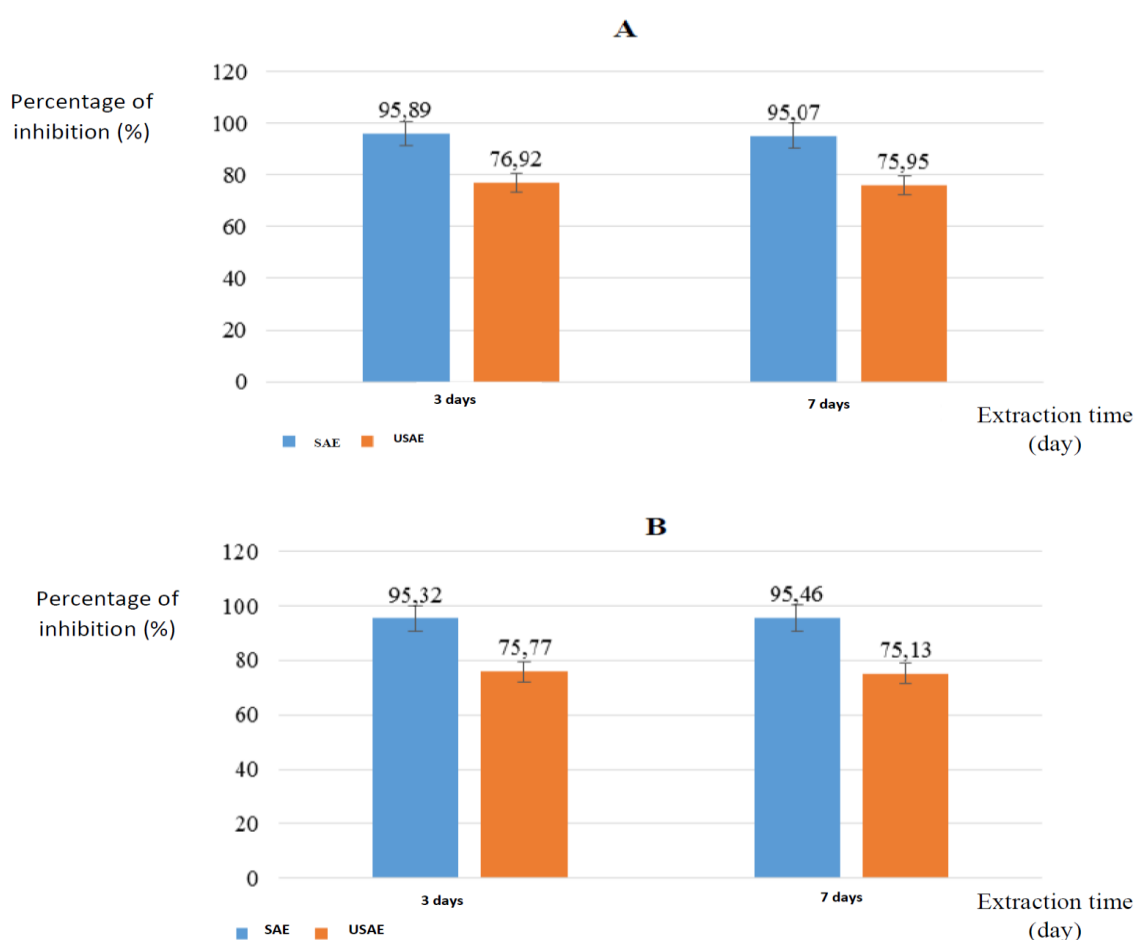 A
Percentage of
inhibition (%)
120
100
80
60
40
20
0
95,89
76,92
95,07
75,95
3 days
7 days
Extraction time
(day)
SAE
USAE
B
Percentage of
inhibition (%)
120
100
80
60
40
20
0
95,32
75,77
95,46
75,13
3 days
7 days
Extraction time
(day)
SAE
USAE